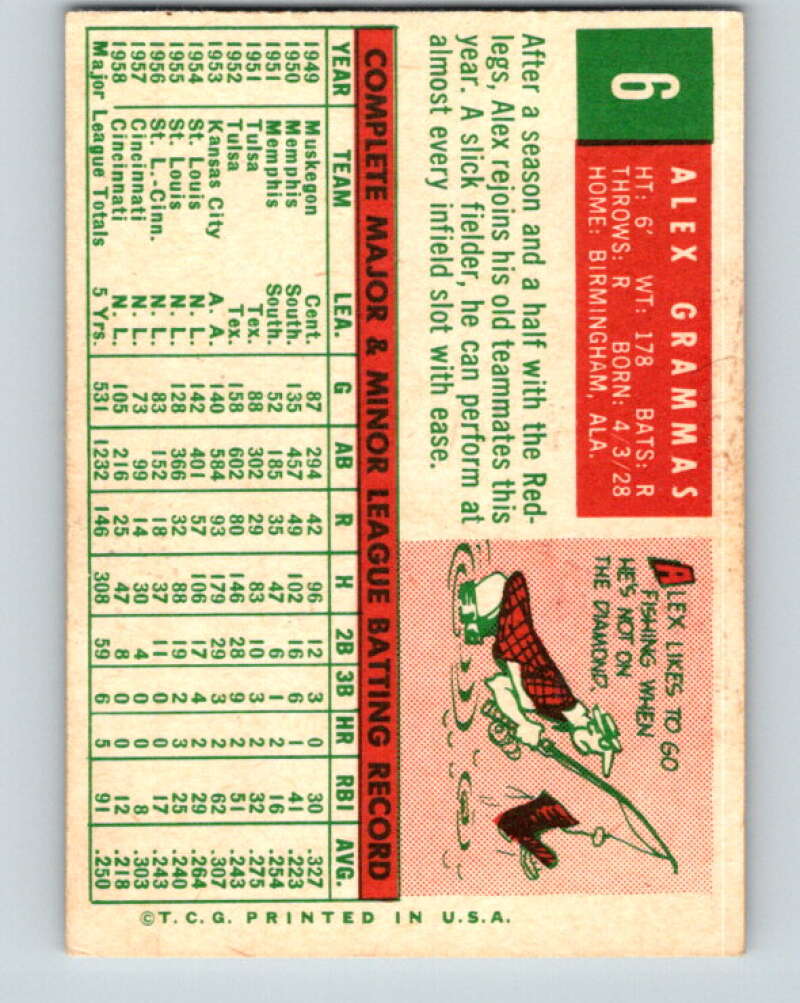 6
ALEX GRAMMAS
HT: 6' WT: 178 BATS: R
THROWS: R BORN: 4/3/28
HOME: BIRMINGHAM, ALA.
After a season and a half with the Red-
legs, Alex rejoins his old teammates this
year. A slick fielder, he can perform at
almost every infield slot with ease.
ALEX LIKES TO GO
FISHING WHEN
HE'S NOT ON
THE DIAMOND.
COMPLETE MAJOR & MINOR LEAGUE BATTING RECORD
YEAR TEAM LEA. G AB R H 2B 3B HR RBI AVG.
1949 Muskegon Cent. 87 294 42 96 12 3 0 30 .327
1950 Memphis South. 135 457 49 102 16 6 1 41 .223
1951 Memphis South. 52 185 35 47 6 1 2 16 .254
1951 Tulsa Tex. 88 302 29 83 10 3 2 32 .275
1952 Tulsa Tex. 158 602 80 146 28 9 2 51 .243
1953 Kansas City A. A. 140 584 93 179 29 3 2 62 .307
1954 St. Louis N. L. 142 401 57 106 17 4 2 29 .264
1955 St. Louis N. L. 128 366 32 88 19 2 3 25 .240
1956 St. L.-Cinn. N. L. 83 152 18 37 11 0 0 17 .243
1957 Cincinnati N. L. 73 99 14 30 4 0 0 8 .303
1958 Cincinnati N. L. 105 216 25 47 8 0 0 12 .218
Major League Totals 5 Yrs. 531 1232 146 308 59 6 5 91 .250
©T.C.G. PRINTED IN U.S.A.